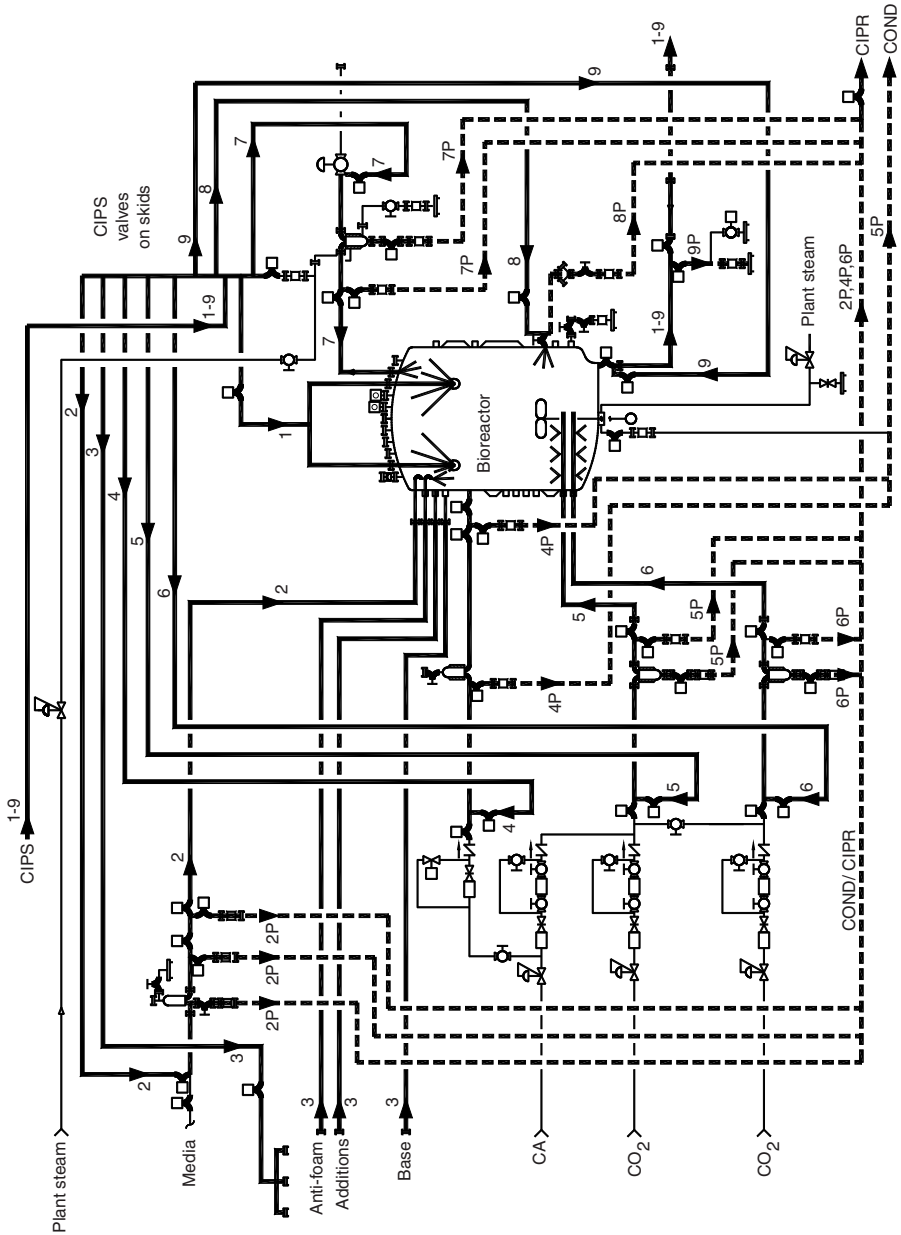 1-9
CIPS
Plant steam
2
3
4
5
6
CIPS
valves
on skids
2
2
Media
9
8
1-9
7
3
2P
2P
2P
2
1
3
Anti-foam
7
3
Additions
7
3
Base
7P
7P
Bioreactor
4
8
CA
4P
4P
5
9
8P
CO2
6
1-9
1-9
5
9P
5P
9
5P
CO2
6
Plant steam
6P
6P
2P,4P,6P
COND/ CIPR
CIPR
5P
COND